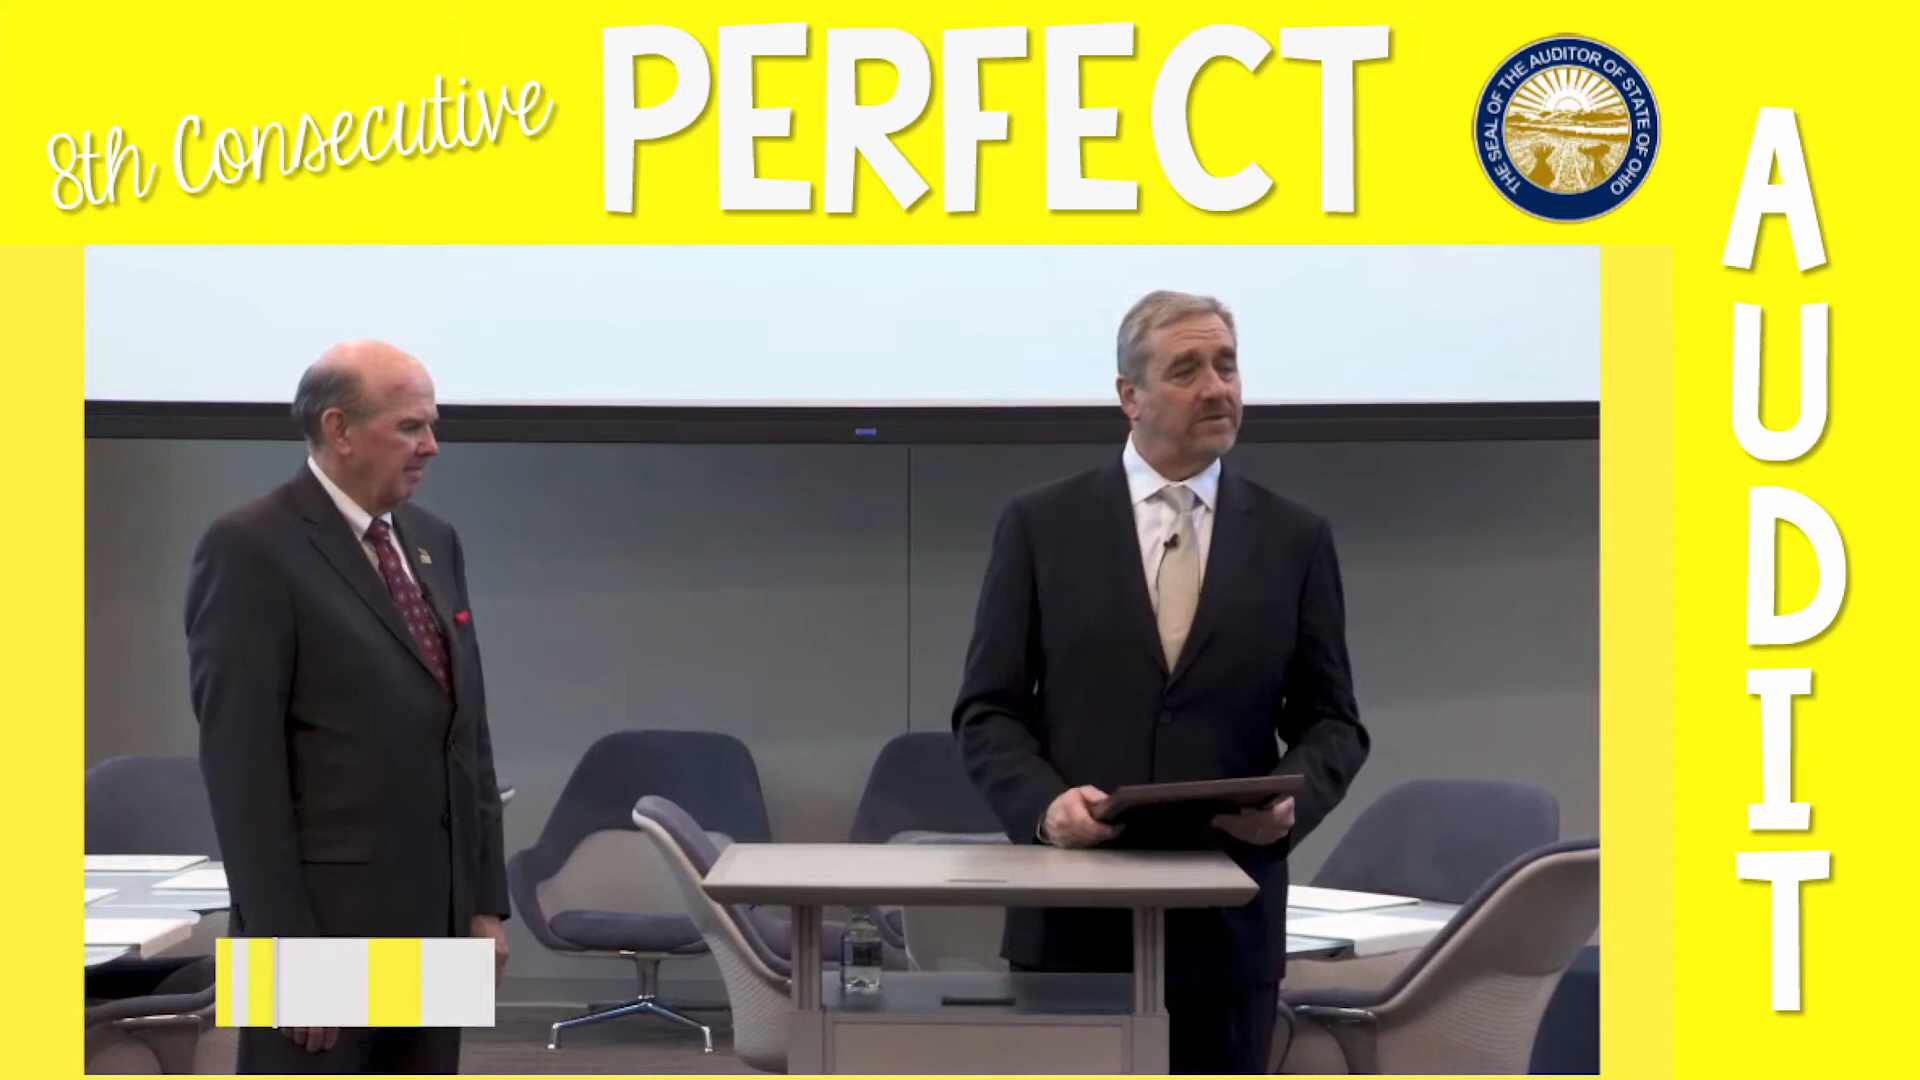 8th Consecutive
PERFECT
THE SEAL OF THE AUDITOR OF STATE OF OHIO
AUDIT